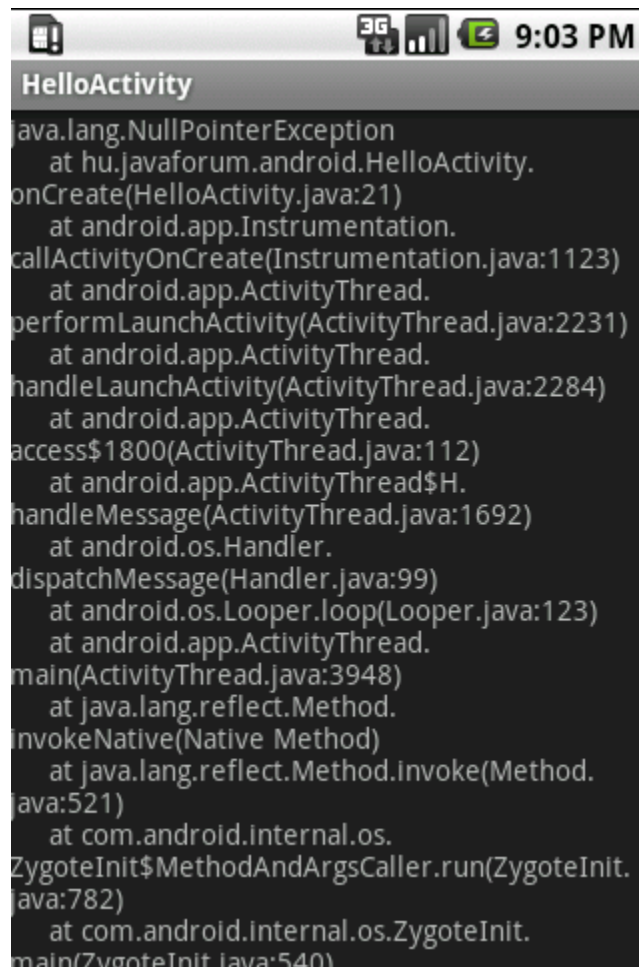 3G 9:03 PM
HelloActivity
java.lang.NullPointerException
at hu.javaforum.android.HelloActivity.
onCreate(HelloActivity.java:21)
at android.app.Instrumentation.
callActivityOnCreate(Instrumentation.java:1123)
at android.app.ActivityThread.
performLaunchActivity(ActivityThread.java:2231)
at android.app.ActivityThread.
handleLaunchActivity(ActivityThread.java:2284)
at android.app.ActivityThread.
access$1800(ActivityThread.java:112)
at android.app.ActivityThread$H.
handleMessage(ActivityThread.java:1692)
at android.os.Handler.
dispatchMessage(Handler.java:99)
at android.os.Looper.loop(Looper.java:123)
at android.app.ActivityThread.
main(ActivityThread.java:3948)
at java.lang.reflect.Method.
invokeNative(Native Method)
at java.lang.reflect.Method.invoke(Method.
java:521)
at com.android.internal.os.
ZygoteInit$MethodAndArgsCaller.run(ZygoteInit.
java:782)
at com.android.internal.os.ZygoteInit.
main(ZygoteInit.java:540)